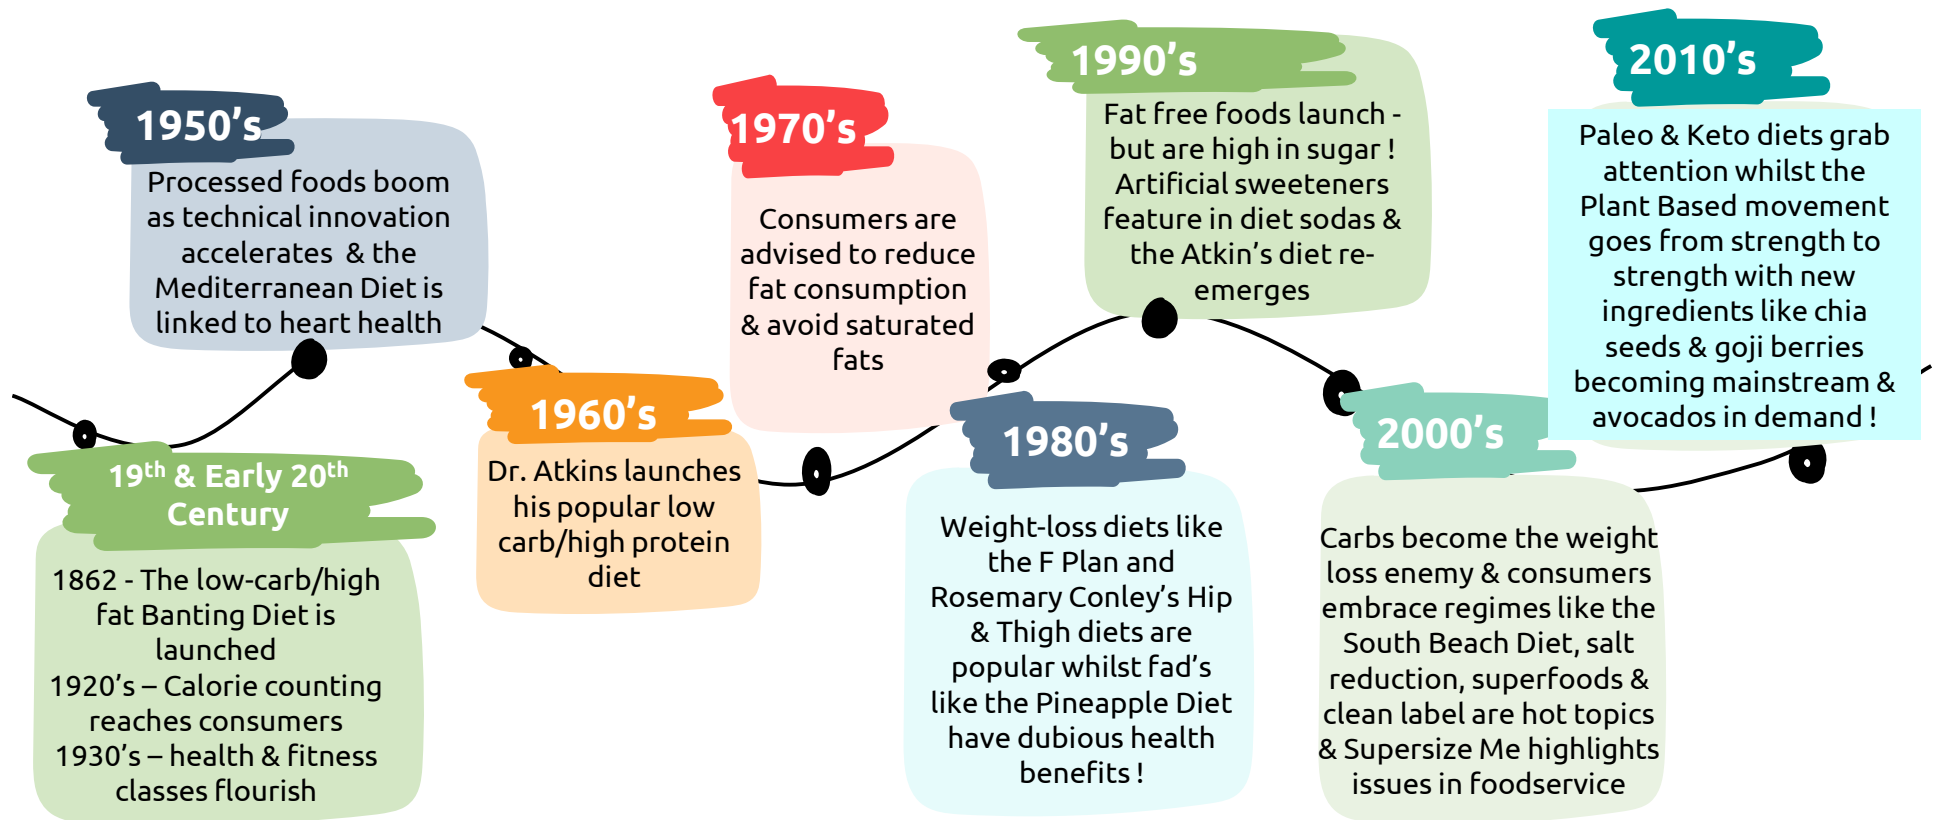 19th & Early 20th
Century
1862 - The low-carb/high
fat Banting Diet is
launched
1920’s – Calorie counting
reaches consumers
1930’s – health & fitness
classes flourish
1950’s
Processed foods boom
as technical innovation
accelerates & the
Mediterranean Diet is
linked to heart health
1960’s
Dr. Atkins launches
his popular low
carb/high protein
diet
1970’s
Consumers are
advised to reduce
fat consumption
& avoid saturated
fats
1980’s
Weight-loss diets like
the F Plan and
Rosemary Conley’s Hip
& Thigh diets are
popular whilst fad’s
like the Pineapple Diet
have dubious health
benefits !
1990’s
Fat free foods launch -
but are high in sugar !
Artificial sweeteners
feature in diet sodas &
the Atkin’s diet re-
emerges
2000’s
Carbs become the weight
loss enemy & consumers
embrace regimes like the
South Beach Diet, salt
reduction, superfoods &
clean label are hot topics
& Supersize Me highlights
issues in foodservice
2010’s
Paleo & Keto diets grab
attention whilst the
Plant Based movement
goes from strength to
strength with new
ingredients like chia
seeds & goji berries
becoming mainstream &
avocados in demand !